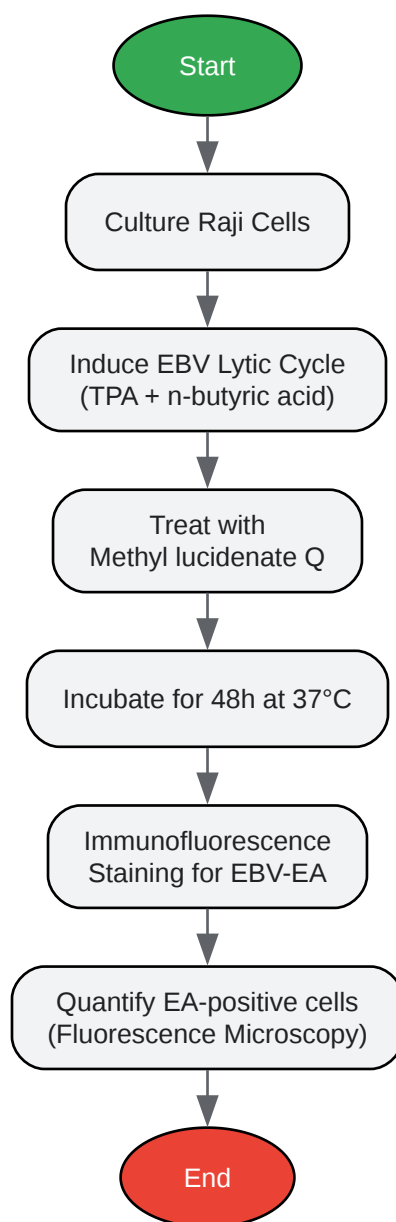 Start
Culture Raji Cells
Induce EBV Lytic Cycle
(TPA + n-butyric acid)
Treat with
Methyl lucidenate Q
Incubate for 48h at 37°C
Immunofluorescence
Staining for EBV-EA
Quantify EA-positive cells
(Fluorescence Microscopy)
End